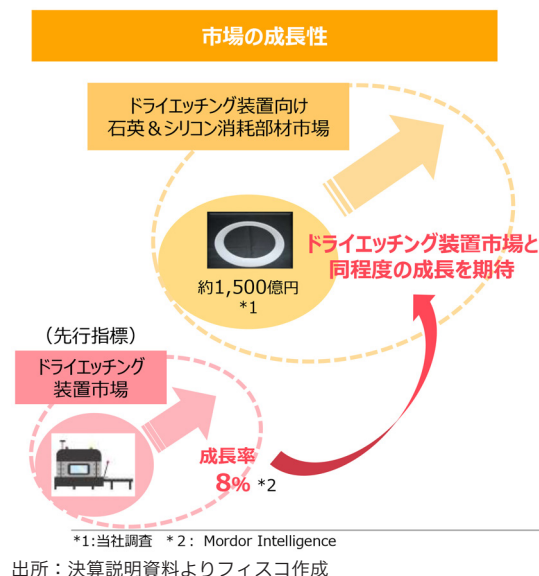 市場の成長性
ドライエッチング装置向け
石英＆シリコン消耗部材市場
ドライエッチング装置市場と
同程度の成長を期待
約1,500億円
*1
（先行指標）
ドライエッチング
装置市場
成長率
8% *2
*1:当社調査 *2：Mordor Intelligence
出所：決算説明資料よりフィスコ作成